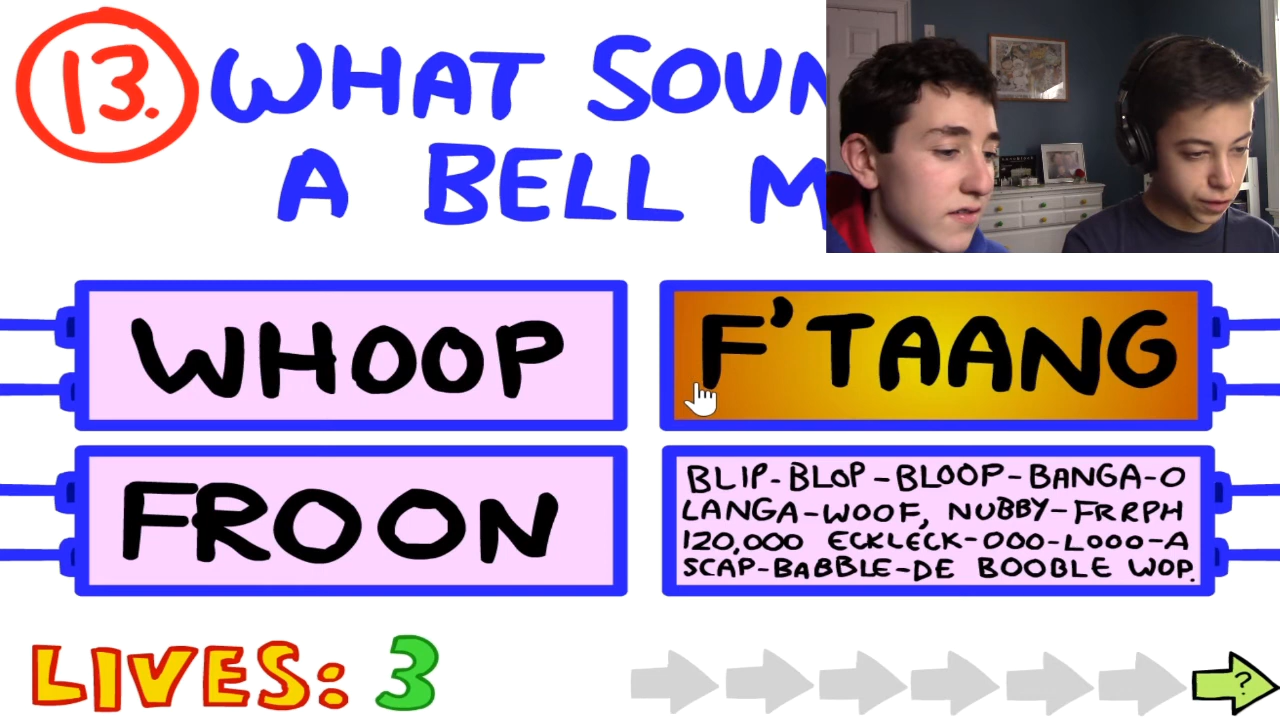 13. WHAT SOUN
A BELL M
WHOOP
F'TAANG
FROON
BLIP-BLOP-BLOOP-BANGA-O
LANGA-WOOF, NUBBY-FRRPH
120,000 ECKLECK-OOO-LOOO-A
SCAP-BABBLE-DE BOOBLE WOP.
LIVES: 3
?